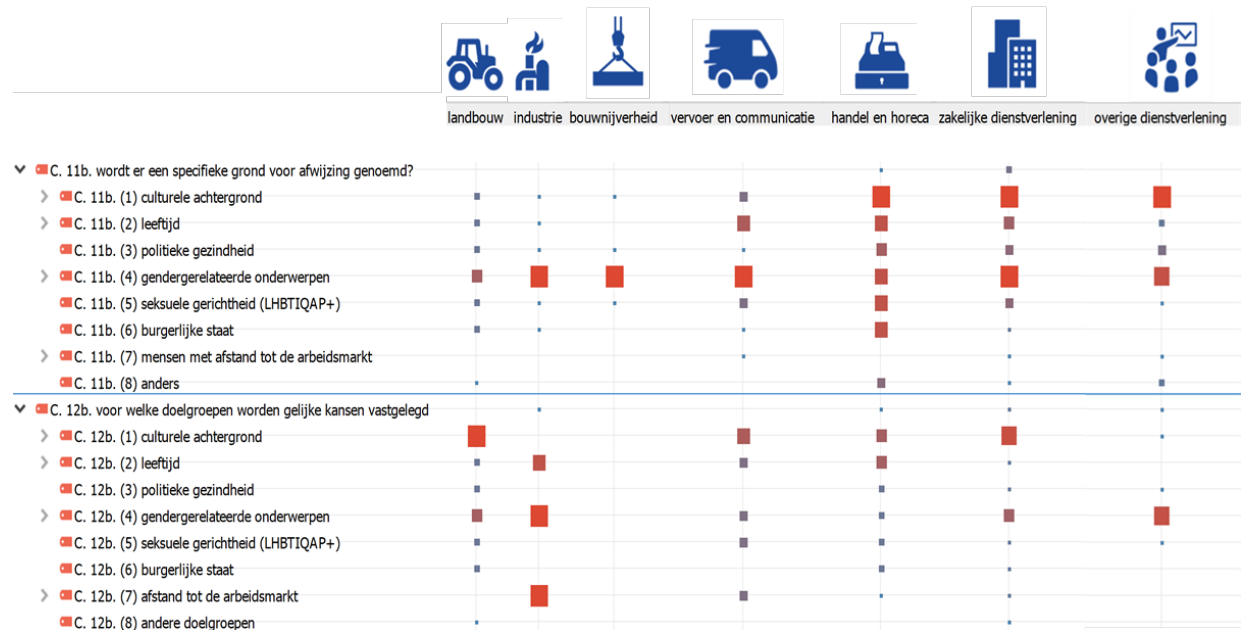 landbouw industrie bouwnijverheid vervoer en communicatie handel en horeca zakelijke dienstverlening overige dienstverlening
C. 11b. wordt er een specifieke grond voor afwijzing genoemd?
C. 11b. (1) culturele achtergrond
C. 11b. (2) leeftijd
C. 11b. (3) politieke gezindheid
C. 11b. (4) gendergerelateerde onderwerpen
C. 11b. (5) seksuele gerichtheid (LHBTIQAP+)
C. 11b. (6) burgerlijke staat
C. 11b. (7) mensen met afstand tot de arbeidsmarkt
C. 11b. (8) anders
C. 12b. voor welke doelgroepen worden gelijke kansen vastgelegd
C. 12b. (1) culturele achtergrond
C. 12b. (2) leeftijd
C. 12b. (3) politieke gezindheid
C. 12b. (4) gendergerelateerde onderwerpen
C. 12b. (5) seksuele gerichtheid (LHBTIQAP+)
C. 12b. (6) burgerlijke staat
C. 12b. (7) afstand tot de arbeidsmarkt
C. 12b. (8) andere doelgroepen